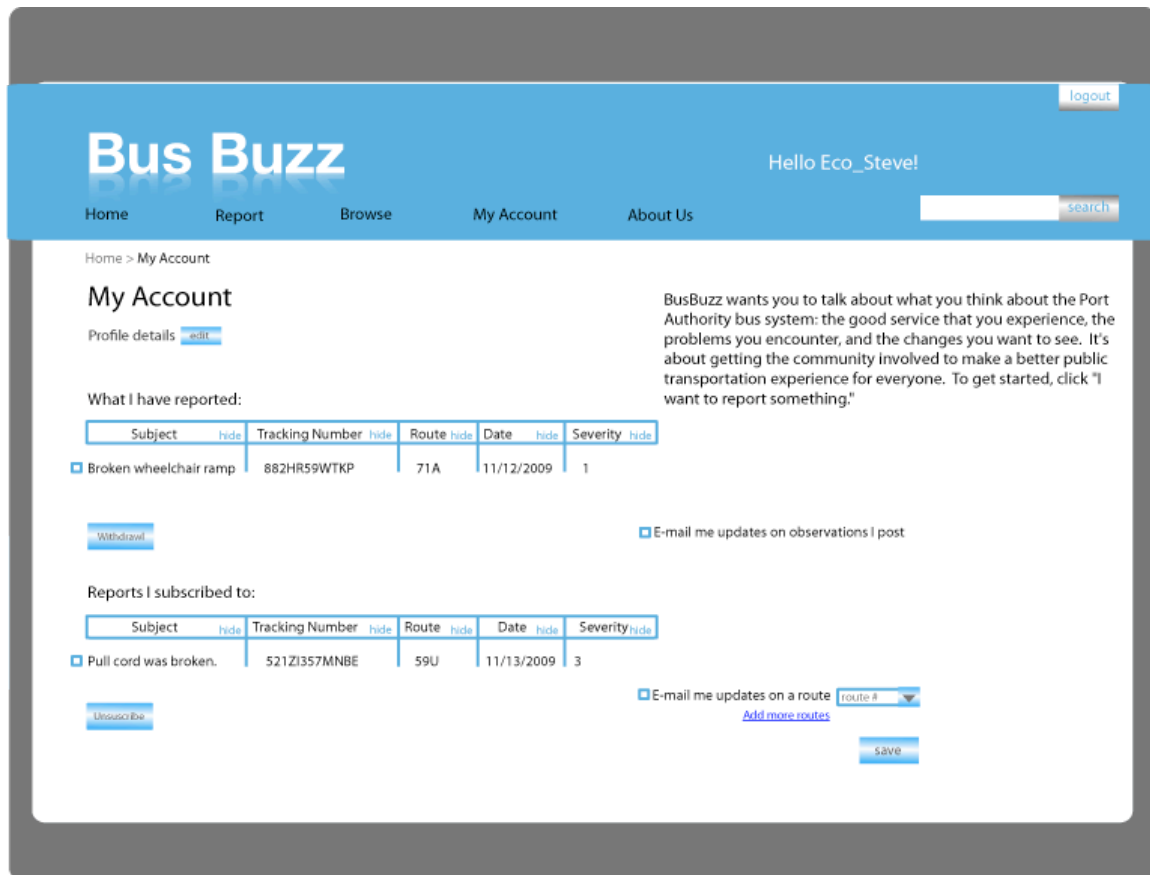 logout
Bus Buzz
Hello Eco_Steve!
Home Report Browse My Account About Us search
Home > My Account
My Account
Profile details edit
BusBuzz wants you to talk about what you think about the Port
Authority bus system: the good service that you experience, the
problems you encounter, and the changes you want to see. It's
about getting the community involved to make a better public
transportation experience for everyone. To get started, click "I
want to report something."
What I have reported:
Subject hide Tracking Number hide Route hide Date hide Severity hide
Broken wheelchair ramp 882HR59WTKP 71A 11/12/2009 1
Withdrawl
E-mail me updates on observations I post
Reports I subscribed to:
Subject hide Tracking Number hide Route hide Date hide Severity hide
Pull cord was broken. 521ZI357MNBE 59U 11/13/2009 3
E-mail me updates on a route route #
Add more routes
Unsuscribe
save